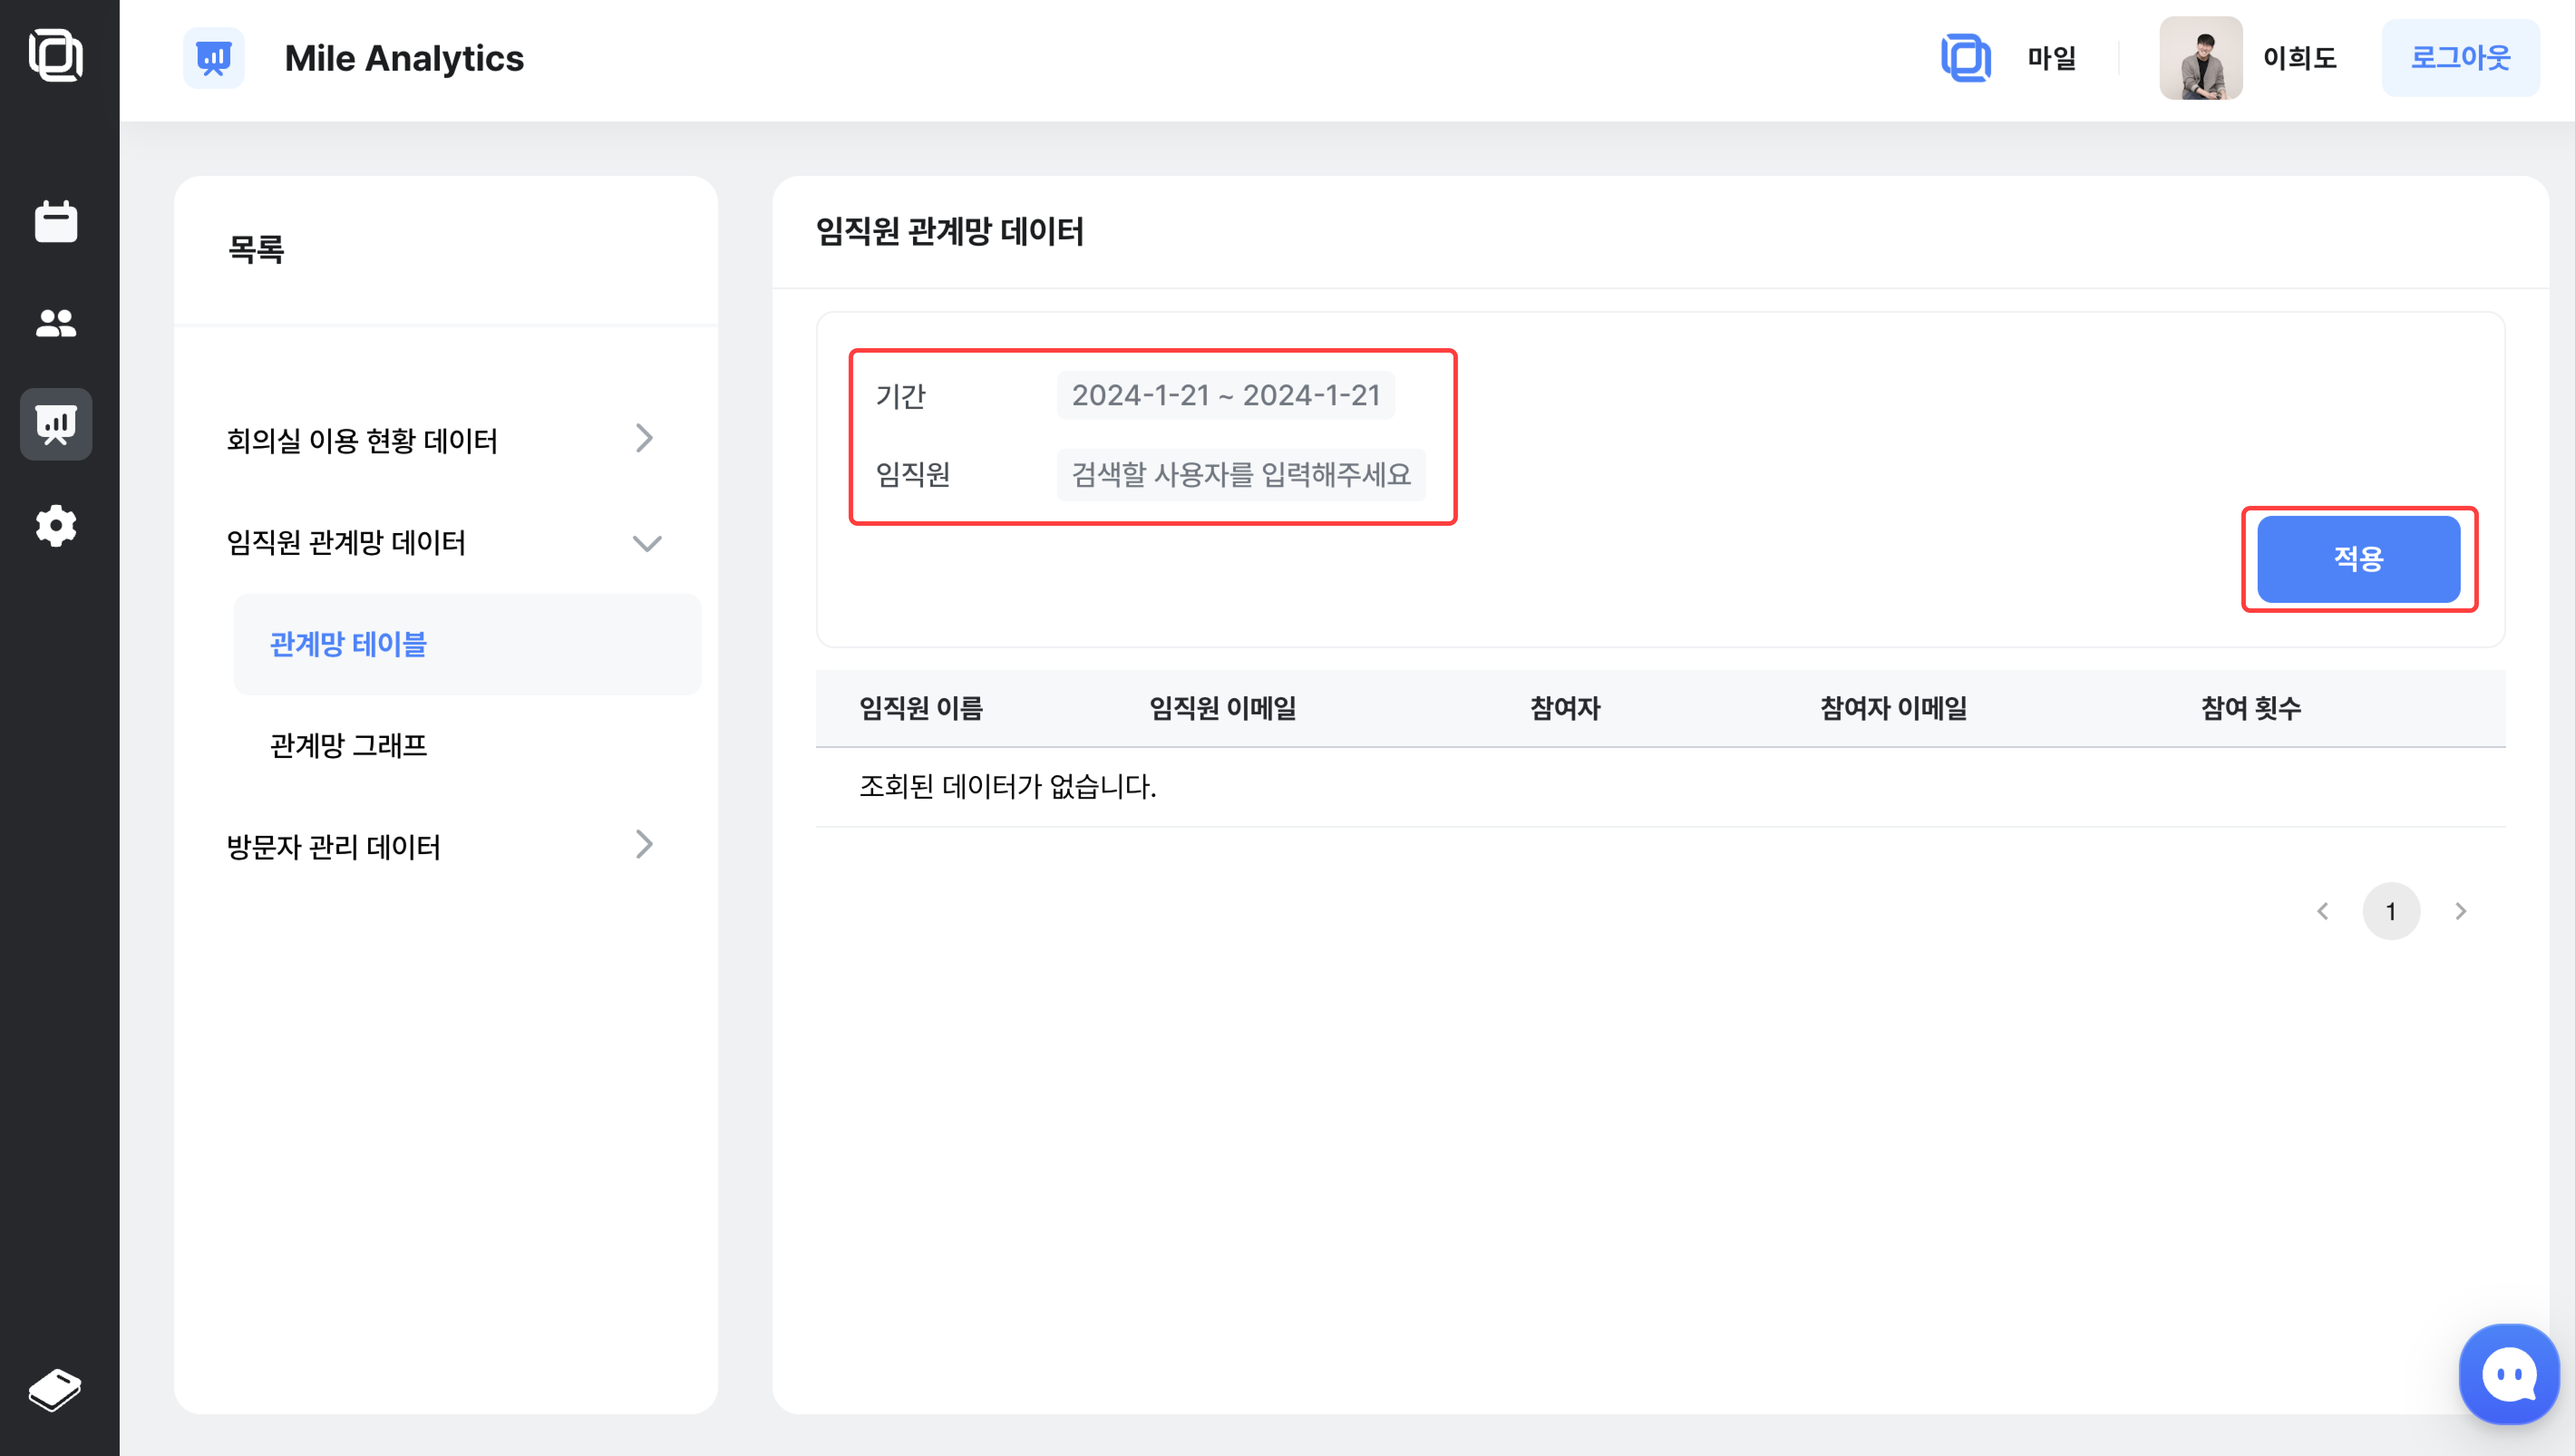 Mile Analytics
마일
이희도
로그아웃
목록
회의실 이용 현황 데이터
임직원 관계망 데이터
관계망 테이블
관계망 그래프
방문자 관리 데이터
임직원 관계망 데이터
기간 2024-1-21 ~ 2024-1-21
임직원 검색할 사용자를 입력해주세요
적용
임직원 이름 임직원 이메일 참여자 참여자 이메일 참여 횟수
조회된 데이터가 없습니다.
1